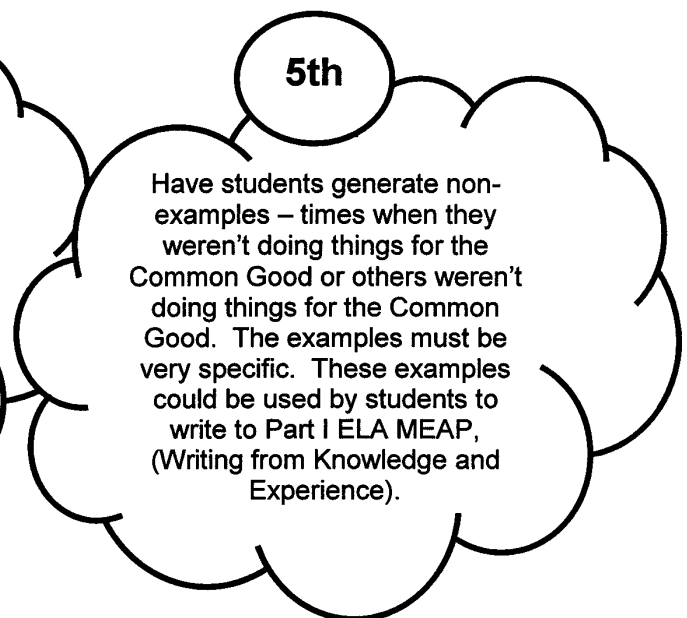 5th
Have students generate non-
examples – times when they
weren't doing things for the
Common Good or others weren't
doing things for the Common
Good.  The examples must be
very specific.  These examples
could be used by students to
write to Part I ELA MEAP,
(Writing from Knowledge and
Experience).